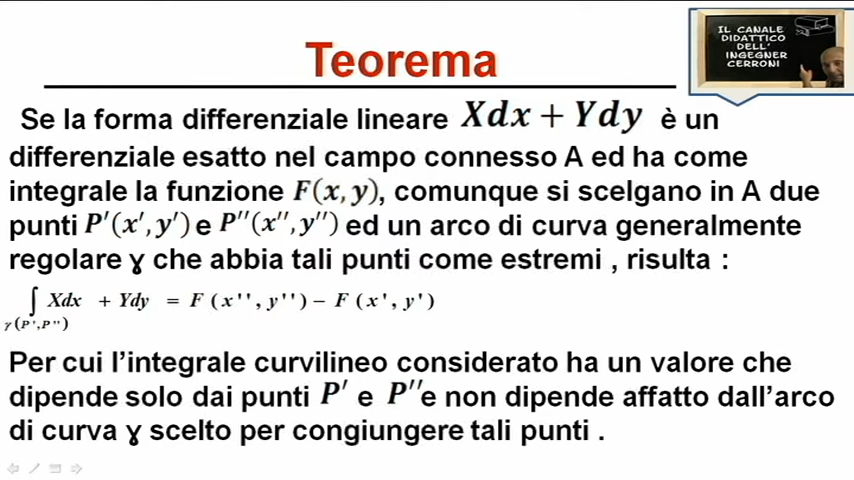 IL CANALE
DIDATTICO
DELL'
INGEGNER
CERRONI
Teorema
Se la forma differenziale lineare Xdx + Ydy è un
differenziale esatto nel campo connesso A ed ha come
integrale la funzione F(x, y), comunque si scelgano in A due
punti P′(x′, y′) e P′′(x′′, y′′) ed un arco di curva generalmente
regolare ɣ che abbia tali punti come estremi , risulta :
∫ Xdx + Ydy = F (x'', y'') − F (x', y')
γ(P',P'')
Per cui l'integrale curvilineo considerato ha un valore che
dipende solo dai punti P′ e P′′e non dipende affatto dall'arco
di curva ɣ scelto per congiungere tali punti .